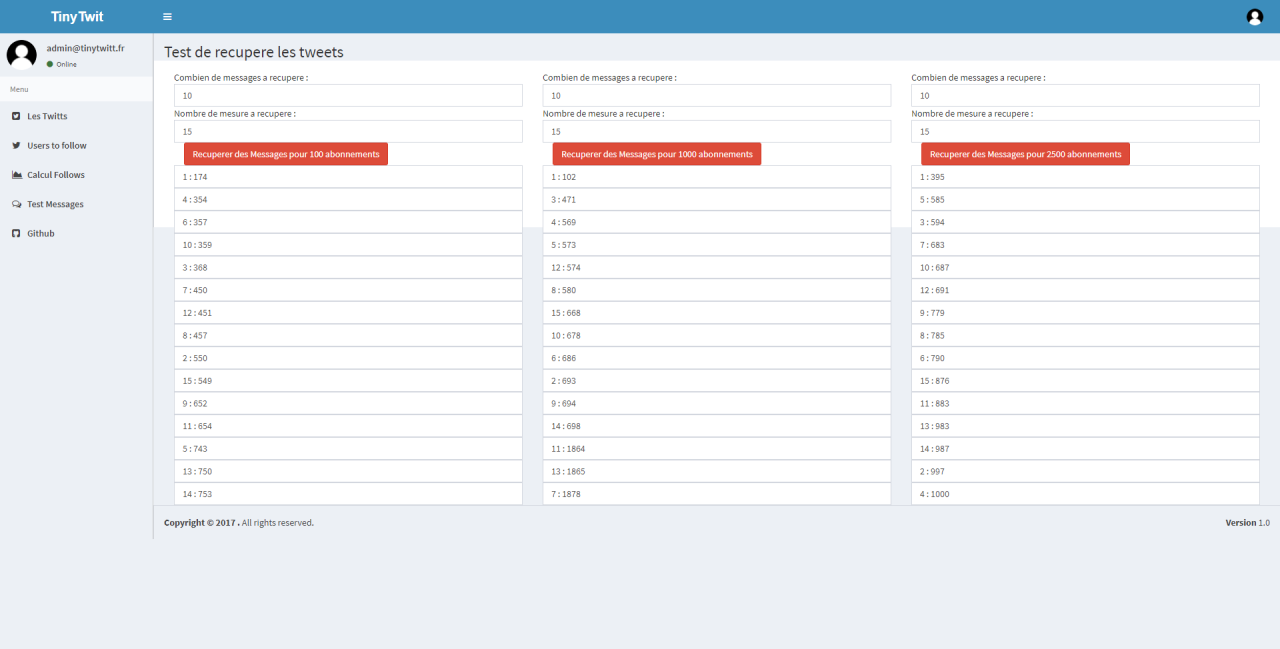 TinyTwit
admin@tinytwitt.fr
Online
Menu
Les Twitts
Users to follow
Calcul Follows
Test Messages
Github
Test de recupere les tweets
Combien de messages a recupere :
10
Nombre de mesure a recupere :
15
Recuperer des Messages pour 100 abonnements
1 : 174
4 : 354
6 : 357
10 : 359
3 : 368
7 : 450
12 : 451
8 : 457
2 : 550
15 : 549
9 : 652
11 : 654
5 : 743
13 : 750
14 : 753
Combien de messages a recupere :
10
Nombre de mesure a recupere :
15
Recuperer des Messages pour 1000 abonnements
1 : 102
3 : 471
4 : 569
5 : 573
12 : 574
8 : 580
15 : 668
10 : 678
6 : 686
2 : 693
9 : 694
14 : 698
11 : 1864
13 : 1865
7 : 1878
Combien de messages a recupere :
10
Nombre de mesure a recupere :
15
Recuperer des Messages pour 2500 abonnements
1 : 395
5 : 585
3 : 594
7 : 683
10 : 687
12 : 691
9 : 779
8 : 785
6 : 790
15 : 876
11 : 883
13 : 983
14 : 987
2 : 997
4 : 1000
Copyright © 2017 . All rights reserved.
Version 1.0